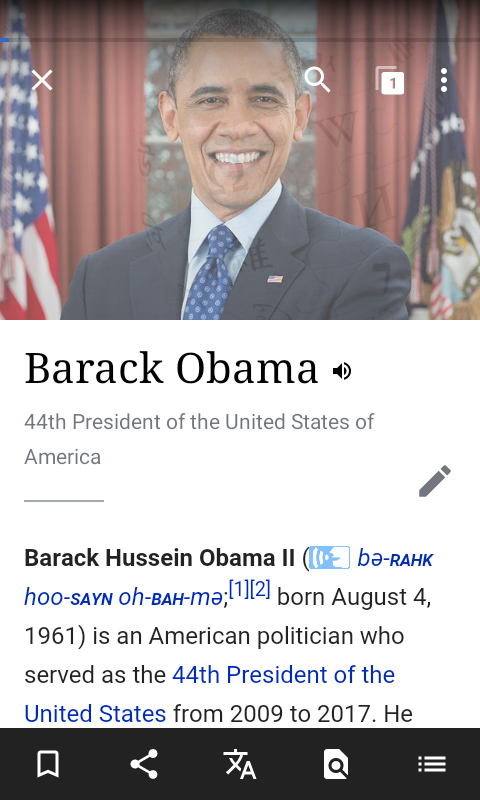 1
Barack Obama
44th President of the United States of
America
Barack Hussein Obama II ( bə-RAHK
hoo-SAYN oh-BAH-mə;[1][2] born August 4,
1961) is an American politician who
served as the 44th President of the
United States from 2009 to 2017. He